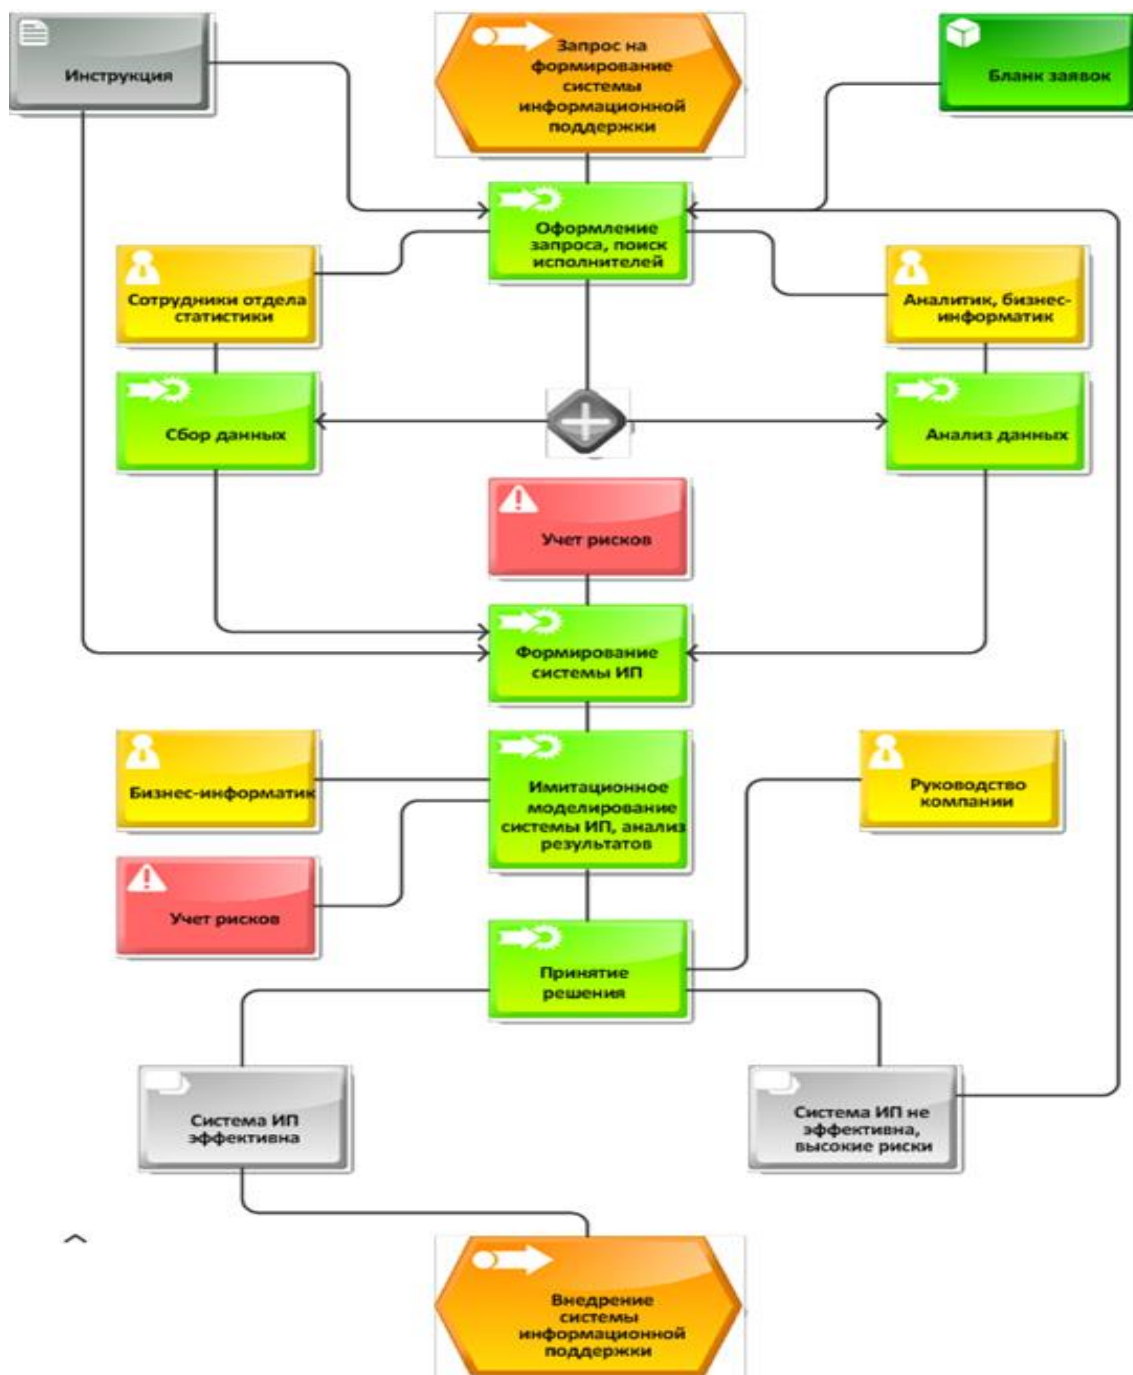 Инструкция
Запрос на
формирование
системы
информационной
поддержки
Бланк заявок
Оформление
запроса, поиск
исполнителей
Сотрудники отдела
статистики
Аналитик, бизнес-
информатик
Сбор данных
Анализ данных
Учет рисков
Формирование
системы ИП
Бизнес-информатик
Имитационное
моделирование
системы ИП, анализ
результатов
Руководство
компании
Учет рисков
Принятие
решения
Система ИП
эффективна
Система ИП не
эффективна,
высокие риски
Внедрение
системы
информационной
поддержки